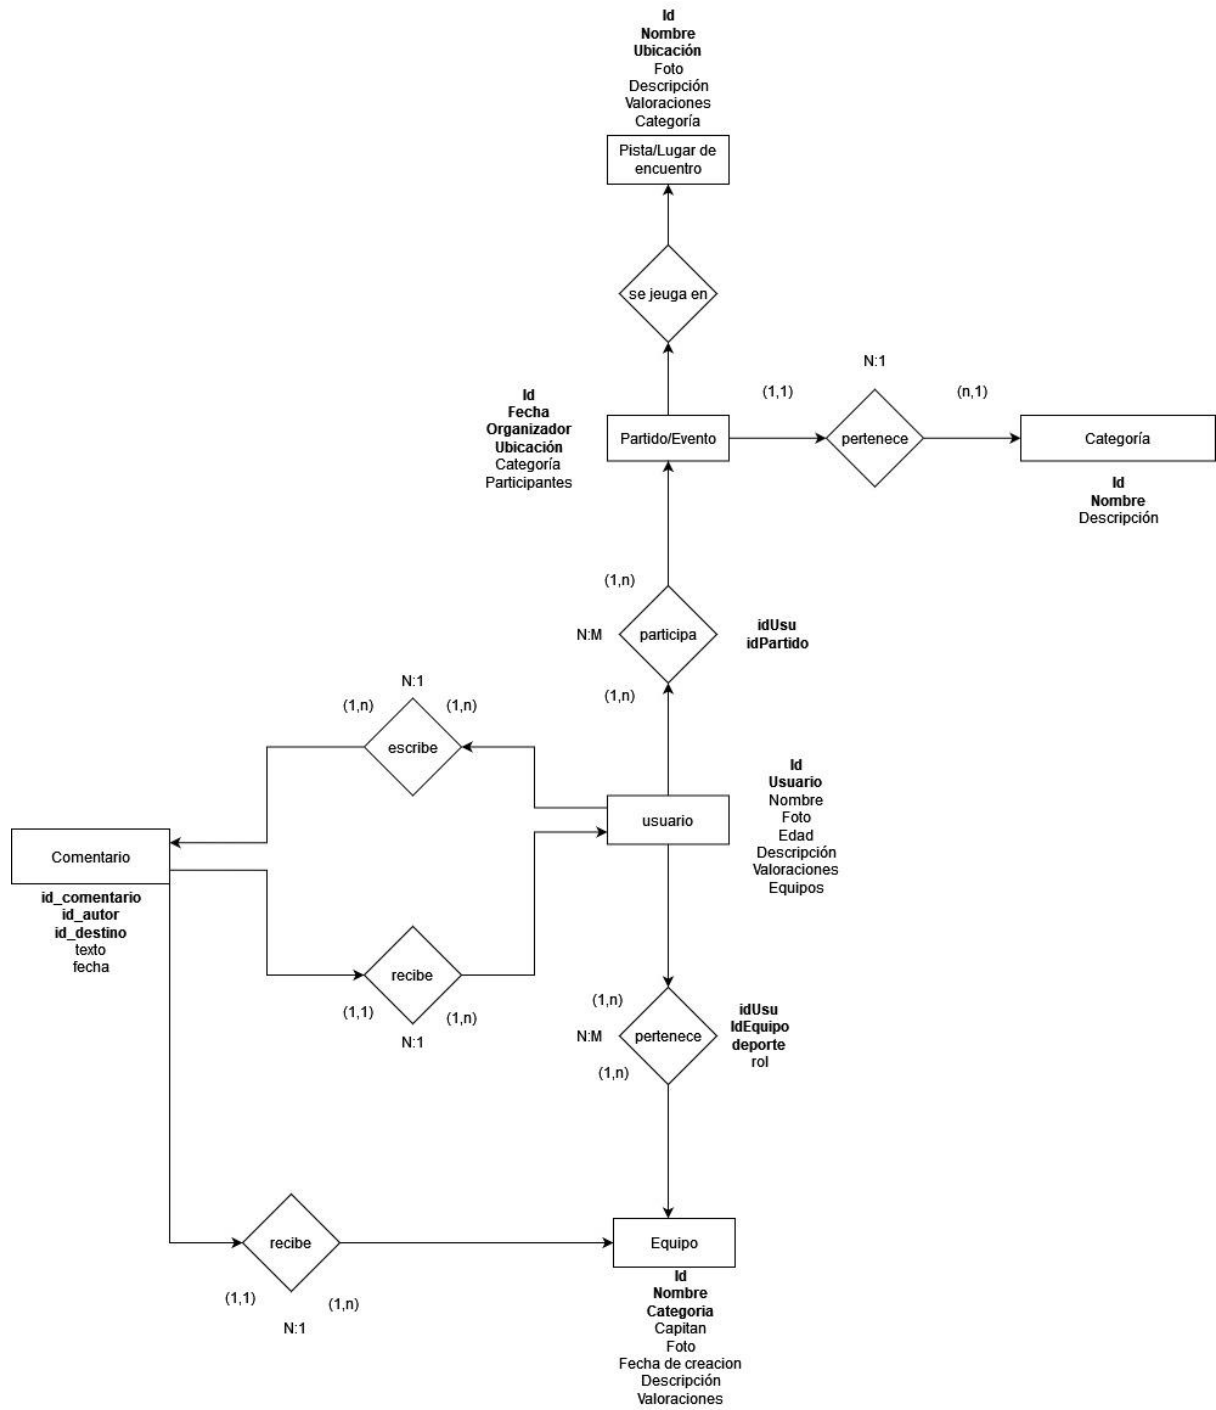 Id
Nombre
Ubicación
Foto
Descripción
Valoraciones
Categoría
Pista/Lugar de
encuentro
se jeuga en
N:1
(1,1)
(n,1)
Id
Fecha
Organizador
Ubicación
Categoría
Participantes
Partido/Evento
pertenece
Categoría
Id
Nombre
Descripción
(1,n)
N:M
participa
idUsu
idPartido
(1,n)
N:1
(1,n)
(1,n)
escribe
Id
Usuario
Nombre
Foto
Edad
Descripción
Valoraciones
Equipos
usuario
Comentario
id_comentario
id_autor
id_destino
texto
fecha
recibe
(1,1)
(1,n)
N:1
(1,n)
N:M
pertenece
(1,n)
idUsu
IdEquipo
deporte
rol
recibe
(1,1)
(1,n)
N:1
Equipo
Id
Nombre
Categoria
Capitan
Foto
Fecha de creacion
Descripción
Valoraciones